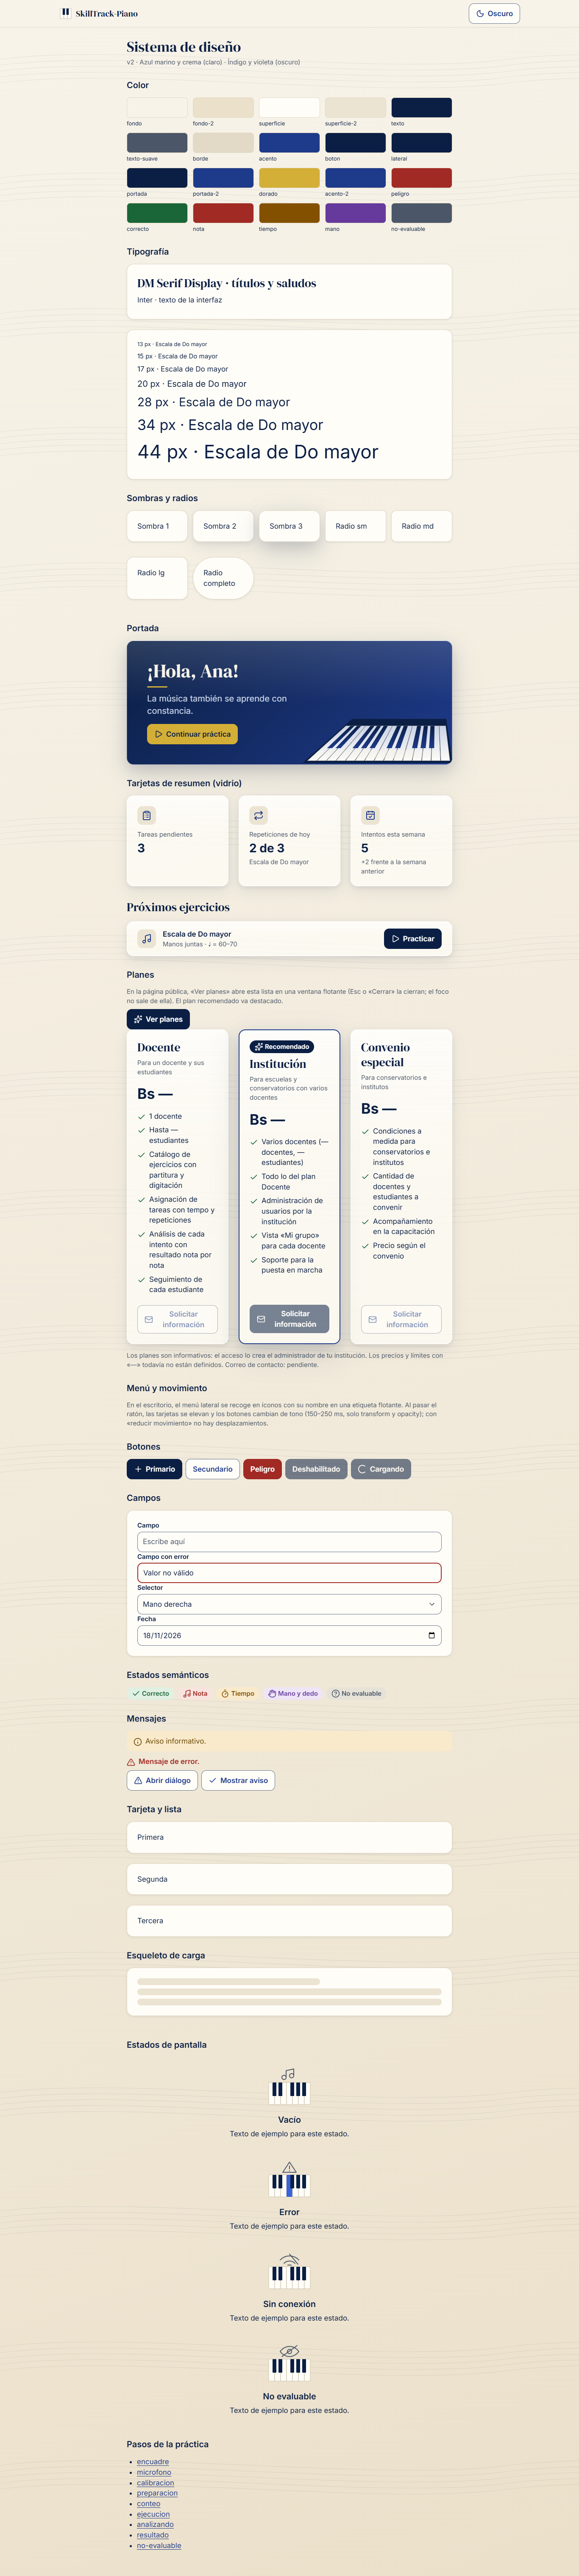 SkillTrack-Piano
Oscuro
Sistema de diseño
v2 · Azul marino y crema (claro) · Índigo y violeta (oscuro)
Color
fondo
fondo-2
superficie
superficie-2
texto
texto-suave
borde
acento
boton
lateral
portada
portada-2
dorado
acento-2
peligro
correcto
nota
tiempo
mano
no-evaluable
Tipografía
DM Serif Display · títulos y saludos
Inter · texto de la interfaz
13 px · Escala de Do mayor
15 px · Escala de Do mayor
17 px · Escala de Do mayor
20 px · Escala de Do mayor
28 px · Escala de Do mayor
34 px · Escala de Do mayor
44 px · Escala de Do mayor
Sombras y radios
Sombra 1
Sombra 2
Sombra 3
Radio sm
Radio md
Radio lg
Radio
completo
Portada
¡Hola, Ana!
La música también se aprende con
constancia.
Continuar práctica
Tarjetas de resumen (vidrio)
Tareas pendientes
3
Repeticiones de hoy
2 de 3
Escala de Do mayor
Intentos esta semana
5
+2 frente a la semana
anterior
Próximos ejercicios
Escala de Do mayor
Manos juntas · ♩ = 60–70
Practicar
Planes
En la página pública, «Ver planes» abre esta lista en una ventana flotante (Esc o «Cerrar» la cierran; el foco
no sale de ella). El plan recomendado va destacado.
Ver planes
Docente
Para un docente y sus
estudiantes
Bs —
1 docente
Hasta —
estudiantes
Catálogo de
ejercicios con
partitura y
digitación
Asignación de
tareas con tempo y
repeticiones
Análisis de cada
intento con
resultado nota por
nota
Seguimiento de
cada estudiante
Solicitar
información
Recomendado
Institución
Para escuelas y
conservatorios con varios
docentes
Bs —
Varios docentes (—
docentes, —
estudiantes)
Todo lo del plan
Docente
Administración de
usuarios por la
institución
Vista «Mi grupo»
para cada docente
Soporte para la
puesta en marcha
Solicitar
información
Convenio
especial
Para conservatorios e
institutos
Bs —
Condiciones a
medida para
conservatorios e
institutos
Cantidad de
docentes y
estudiantes a
convenir
Acompañamiento
en la capacitación
Precio según el
convenio
Solicitar
información
Los planes son informativos: el acceso lo crea el administrador de tu institución. Los precios y límites con
«—» todavía no están definidos. Correo de contacto: pendiente.
Menú y movimiento
En el escritorio, el menú lateral se recoge en iconos con su nombre en una etiqueta flotante. Al pasar el
ratón, las tarjetas se elevan y los botones cambian de tono (150–250 ms, solo transform y opacity); con
«reducir movimiento» no hay desplazamientos.
Botones
Primario
Secundario
Peligro
Deshabilitado
Cargando
Campos
Campo
Escribe aquí
Campo con error
Valor no válido
Selector
Mano derecha
Fecha
18/11/2026
Estados semánticos
Correcto
Nota
Tiempo
Mano y dedo
No evaluable
Mensajes
Aviso informativo.
Mensaje de error.
Abrir diálogo
Mostrar aviso
Tarjeta y lista
Primera
Segunda
Tercera
Esqueleto de carga
Estados de pantalla
Vacío
Texto de ejemplo para este estado.
Error
Texto de ejemplo para este estado.
Sin conexión
Texto de ejemplo para este estado.
No evaluable
Texto de ejemplo para este estado.
Pasos de la práctica
encuadre
microfono
calibracion
preparacion
conteo
ejecucion
analizando
resultado
no-evaluable